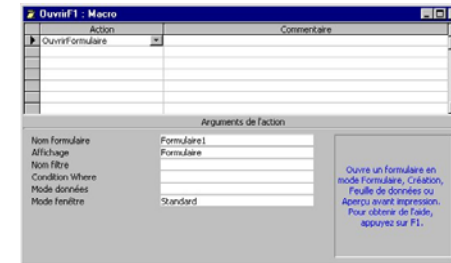 OuvrirF1 : Macro
Action Commentaire
OuvrirFormulaire
Arguments de l'action
Nom formulaire Formulaire1
Affichage Formulaire
Nom filtre
Condition Where
Mode données
Mode fenêtre Standard
Ouvre un formulaire en
mode Formulaire, Création,
Feuille de données ou
Aperçu avant impression.
Pour obtenir de l'aide,
appuyez sur F1.